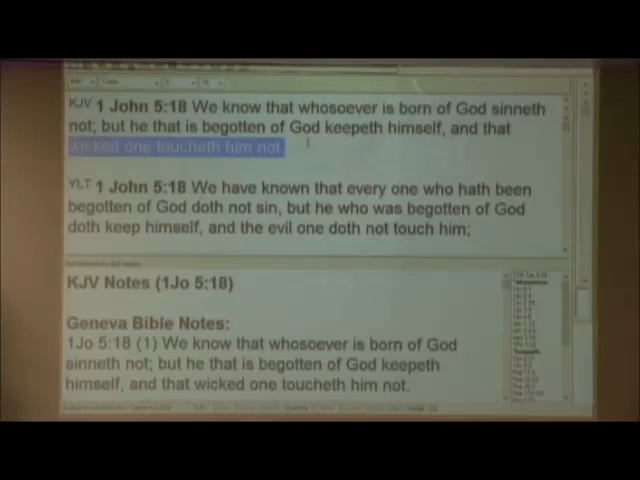 KJV 1 John 5:18 We know that whosoever is born of God sinneth
not; but he that is begotten of God keepeth himself, and that
wicked one toucheth him not.
YLT 1 John 5:18 We have known that every one who hath been
begotten of God doth not sin, but he who was begotten of God
doth keep himself, and the evil one doth not touch him;
KJV Notes (1Jo 5:18)
Geneva Bible Notes:
1Jo 5:18 (1) We know that whosoever is born of God
sinneth not; but he that is begotten of God keepeth
himself, and that wicked one toucheth him not.